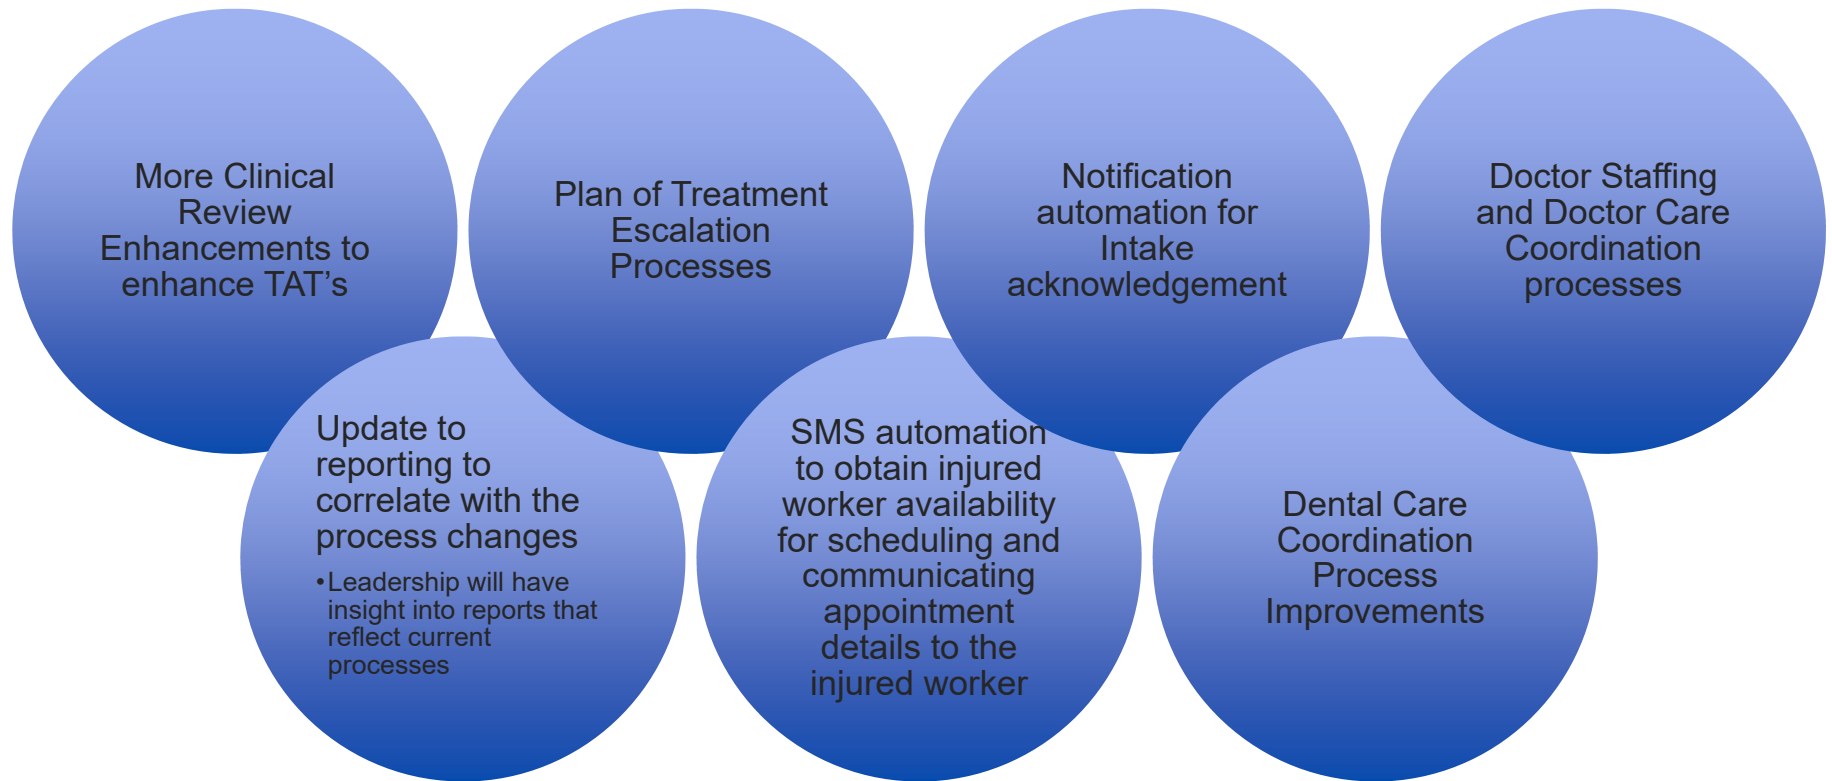 More Clinical
Review
Enhancements to
enhance TAT’s
Update to
reporting to
correlate with the
process changes
•Leadership will have
insight into reports that
reflect current
processes
Plan of Treatment
Escalation
Processes
SMS automation
to obtain injured
worker availability
for scheduling and
communicating
appointment
details to the
injured worker
Notification
automation for
Intake
acknowledgement
Dental Care
Coordination
Process
Improvements
Doctor Staffing
and Doctor Care
Coordination
processes